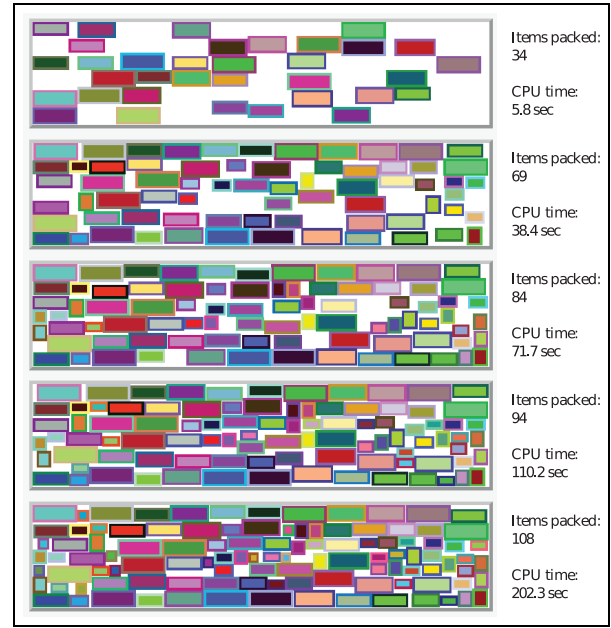 Items packed:
34
CPU time:
5.8 sec
Items packed:
69
CPU time:
38.4 sec
Items packed:
84
CPU time:
71.7 sec
Items packed:
94
CPU time:
110.2 sec
Items packed:
108
CPU time:
202.3 sec